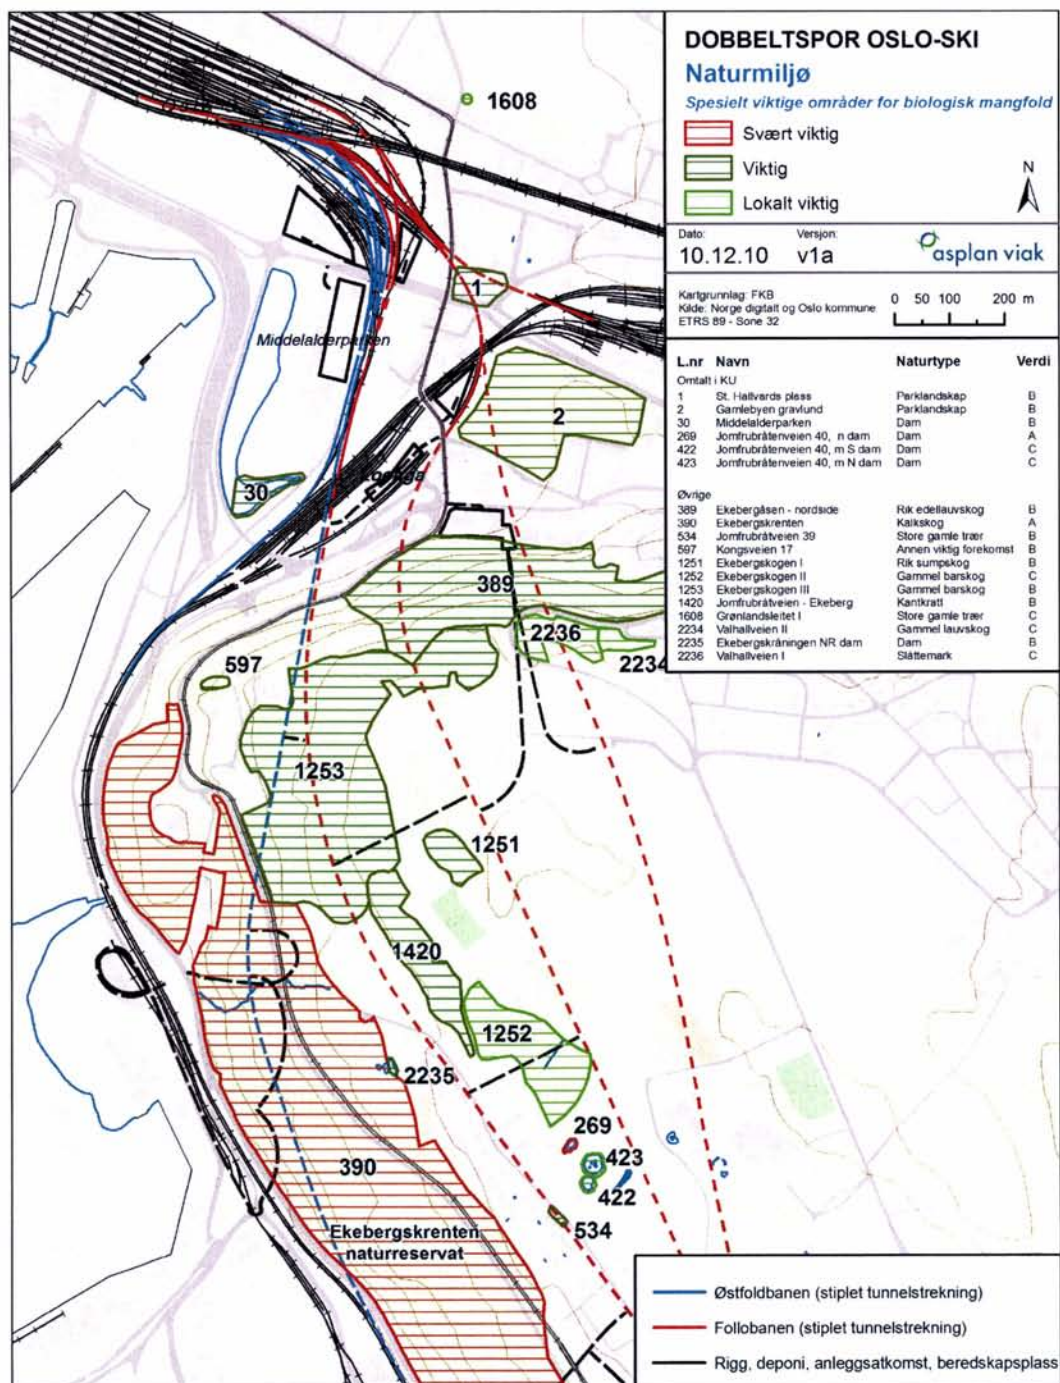 DOBBELTSPOR OSLO-SKI
Naturmiljø
Spesielt viktige områder for biologisk mangfold
Svært viktig
Viktig
Lokalt viktig
N
Dato: Versjon:
10.12.10 v1a
asplan viak
Kartgrunnlag: FKB
Kilde: Norge digitalt og Oslo kommune
ETRS 89 - Sone 32
0 50 100 200 m
L.nr Navn Naturtype Verdi
Omtalt i KU
1 St. Hallvards plass Parklandskap B
2 Gamlebyen gravlund Parklandskap B
30 Middelalderparken Dam B
269 Jomfrubråtenveien 40, n dam Dam A
422 Jomfrubråtenveien 40, m S dam Dam C
423 Jomfrubråtenveien 40, m N dam Dam C
Øvrige
389 Ekebergåsen - nordside Rik edellauvskog B
390 Ekebergskrenten Kalkskog A
534 Jomfrubråtveien 39 Store gamle trær B
597 Kongsveien 17 Annen viktig forekomst B
1251 Ekebergskogen I Rik sumpskog B
1252 Ekebergskogen II Gammel barskog C
1253 Ekebergskogen III Gammel barskog B
1420 Jomfrubråtveien - Ekeberg Kantkratt B
1608 Grønlandsleitet I Store gamle trær C
2234 Valhallveien II Gammel lauvskog C
2235 Ekebergskråningen NR dam Dam B
2236 Valhallveien I Slåttemark C
1608
1
Middelalderparken
2
30
389
2236
2234
597
1253
1251
1420
1252
2235
269
423
422
390
534
Ekebergskrenten
naturreservat
Østfoldbanen (stiplet tunnelstrekning)
Follobanen (stiplet tunnelstrekning)
Rigg, deponi, anleggsatkomst, beredskapsplass